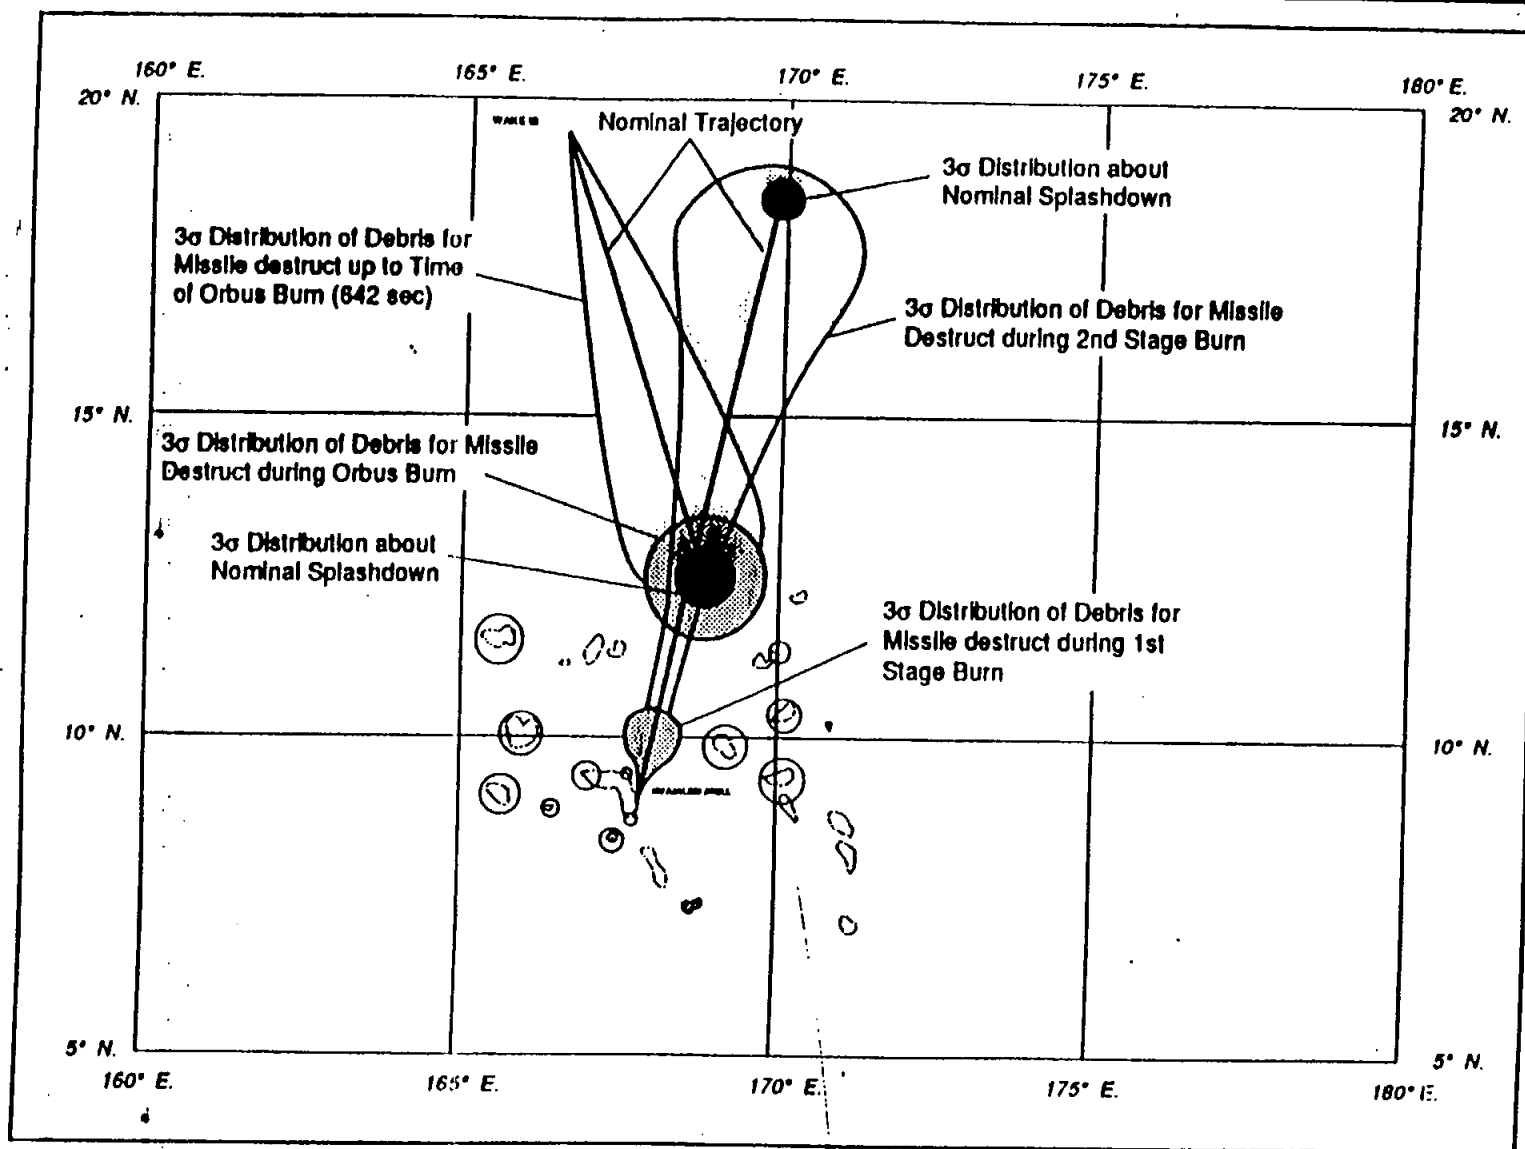 160° E.
165° E.
170° E.
175° E.
180° E.
20° N.
20° N.
WAKE IS
Nominal Trajectory
3σ Distribution about
Nominal Splashdown
3σ Distribution of Debris for
Missile destruct up to Time
of Orbus Burn (642 sec)
3σ Distribution of Debris for Missile
Destruct during 2nd Stage Burn
15° N.
15° N.
3σ Distribution of Debris for Missile
Destruct during Orbus Burn
3σ Distribution about
Nominal Splashdown
3σ Distribution of Debris for
Missile destruct during 1st
Stage Burn
10° N.
10° N.
KWAJALEIN ATOLL
5° N.
5° N.
160° E.
165° E.
170° E.
175° E.
180° E.